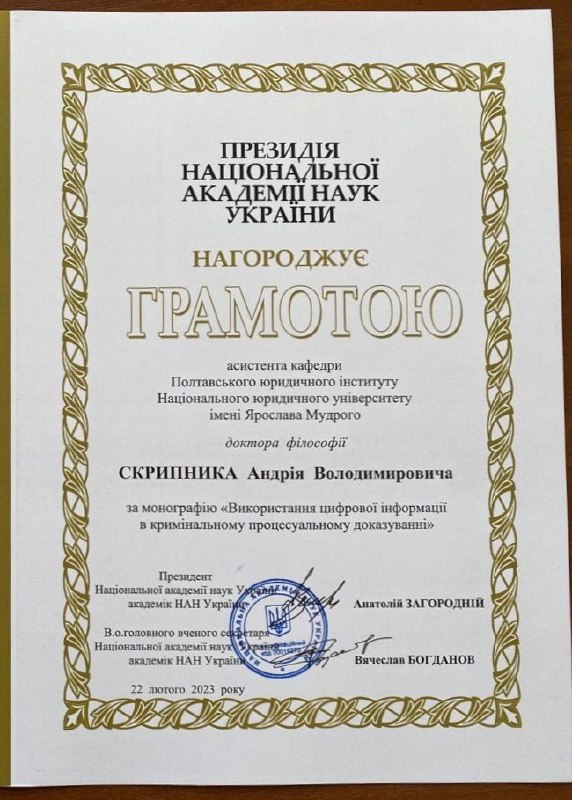 ПРЕЗИДІЯ
НАЦІОНАЛЬНОЇ
АКАДЕМІЇ НАУК
УКРАЇНИ
НАГОРОДЖУЄ
ГРАМОТОЮ
асистента кафедри
Полтавського юридичного інституту
Національного юридичного університету
імені Ярослава Мудрого
доктора філософії
СКРИПНИКА Андрія Володимировича
за монографію «Використання цифрової інформації
в кримінальному процесуальному доказуванні»
Президент
Національної академії наук України
академік НАН України
Анатолій ЗАГОРОДНІЙ
В.о.головного вченого секретаря
Національної академії наук України
академік НАН України
Вячеслав БОГДАНОВ
22 лютого 2023 року